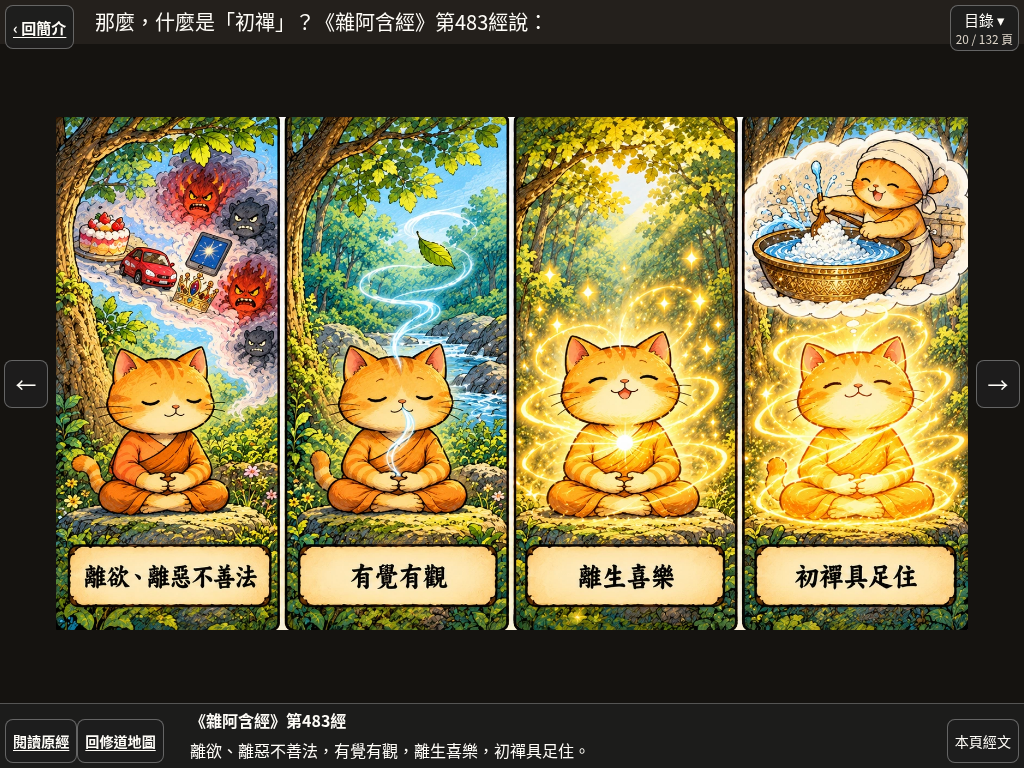 ‹ 回簡介
那麼，什麼是「初禪」？《雜阿含經》第483經說：
目錄 ▾
20 / 132 頁
←
→
離欲、離惡不善法
有覺有觀
離生喜樂
初禪具足住
閱讀原經
回修道地圖
《雜阿含經》第483經
離欲、離惡不善法，有覺有觀，離生喜樂，初禪具足住。
本頁經文